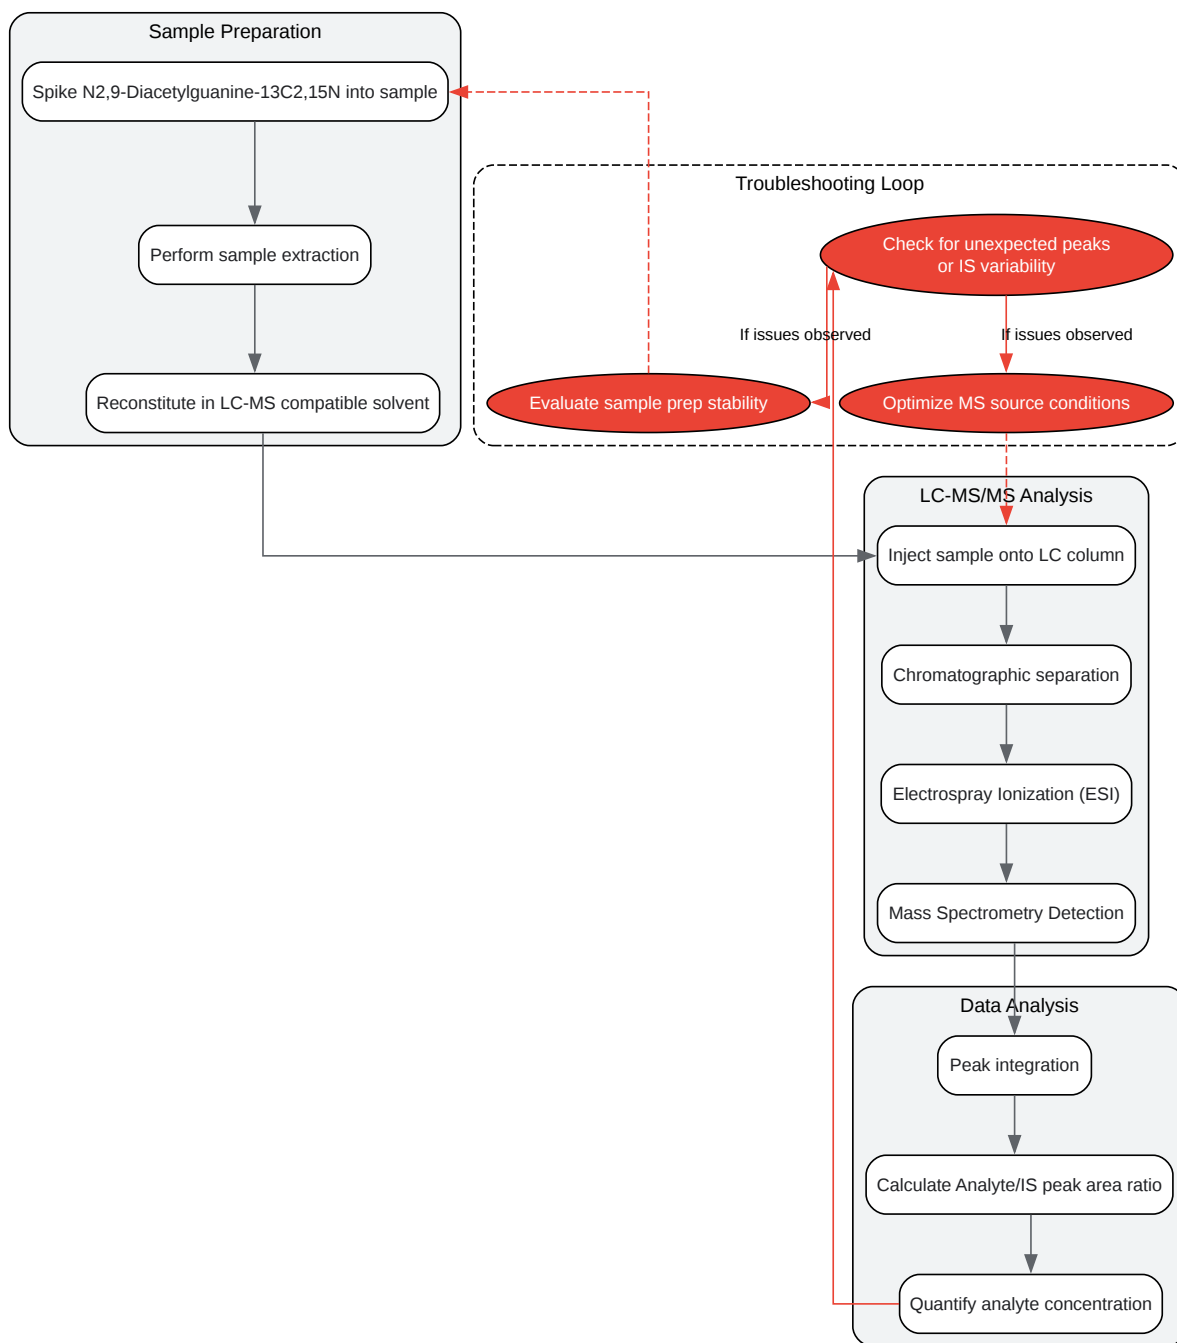 Sample Preparation
Spike N2,9-Diacetylguanine-13C2,15N into sample
Perform sample extraction
Reconstitute in LC-MS compatible solvent
Troubleshooting Loop
Check for unexpected peaks
or IS variability
If issues observed
If issues observed
Evaluate sample prep stability
Optimize MS source conditions
LC-MS/MS Analysis
Inject sample onto LC column
Chromatographic separation
Electrospray Ionization (ESI)
Mass Spectrometry Detection
Data Analysis
Peak integration
Calculate Analyte/IS peak area ratio
Quantify analyte concentration